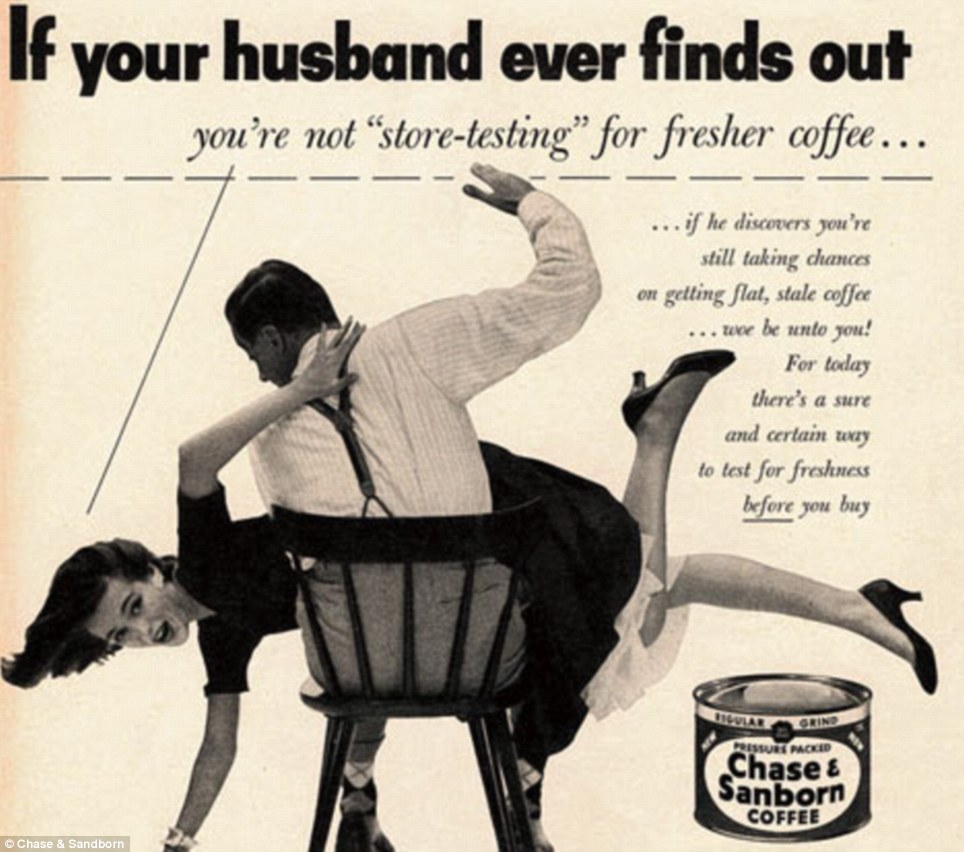 If your husband ever finds out
you're not “store-testing” for fresher coffee...
...if he discovers you're
still taking chances
on getting flat, stale coffee
...woe be unto you!
For today
there's a sure
and certain way
to test for freshness
before you buy
REGULAR GRIND
NEW NEW
PRESSURE PACKED
Chase &
Sanborn
COFFEE
© Chase & Sandborn